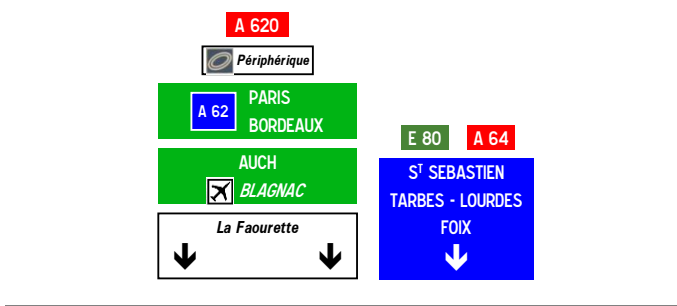 A 620
Périphérique
A 62
PARIS
BORDEAUX
AUCH
BLAGNAC
La Faourette
E 80 A 64
Sᵀ SEBASTIEN
TARBES - LOURDES
FOIX